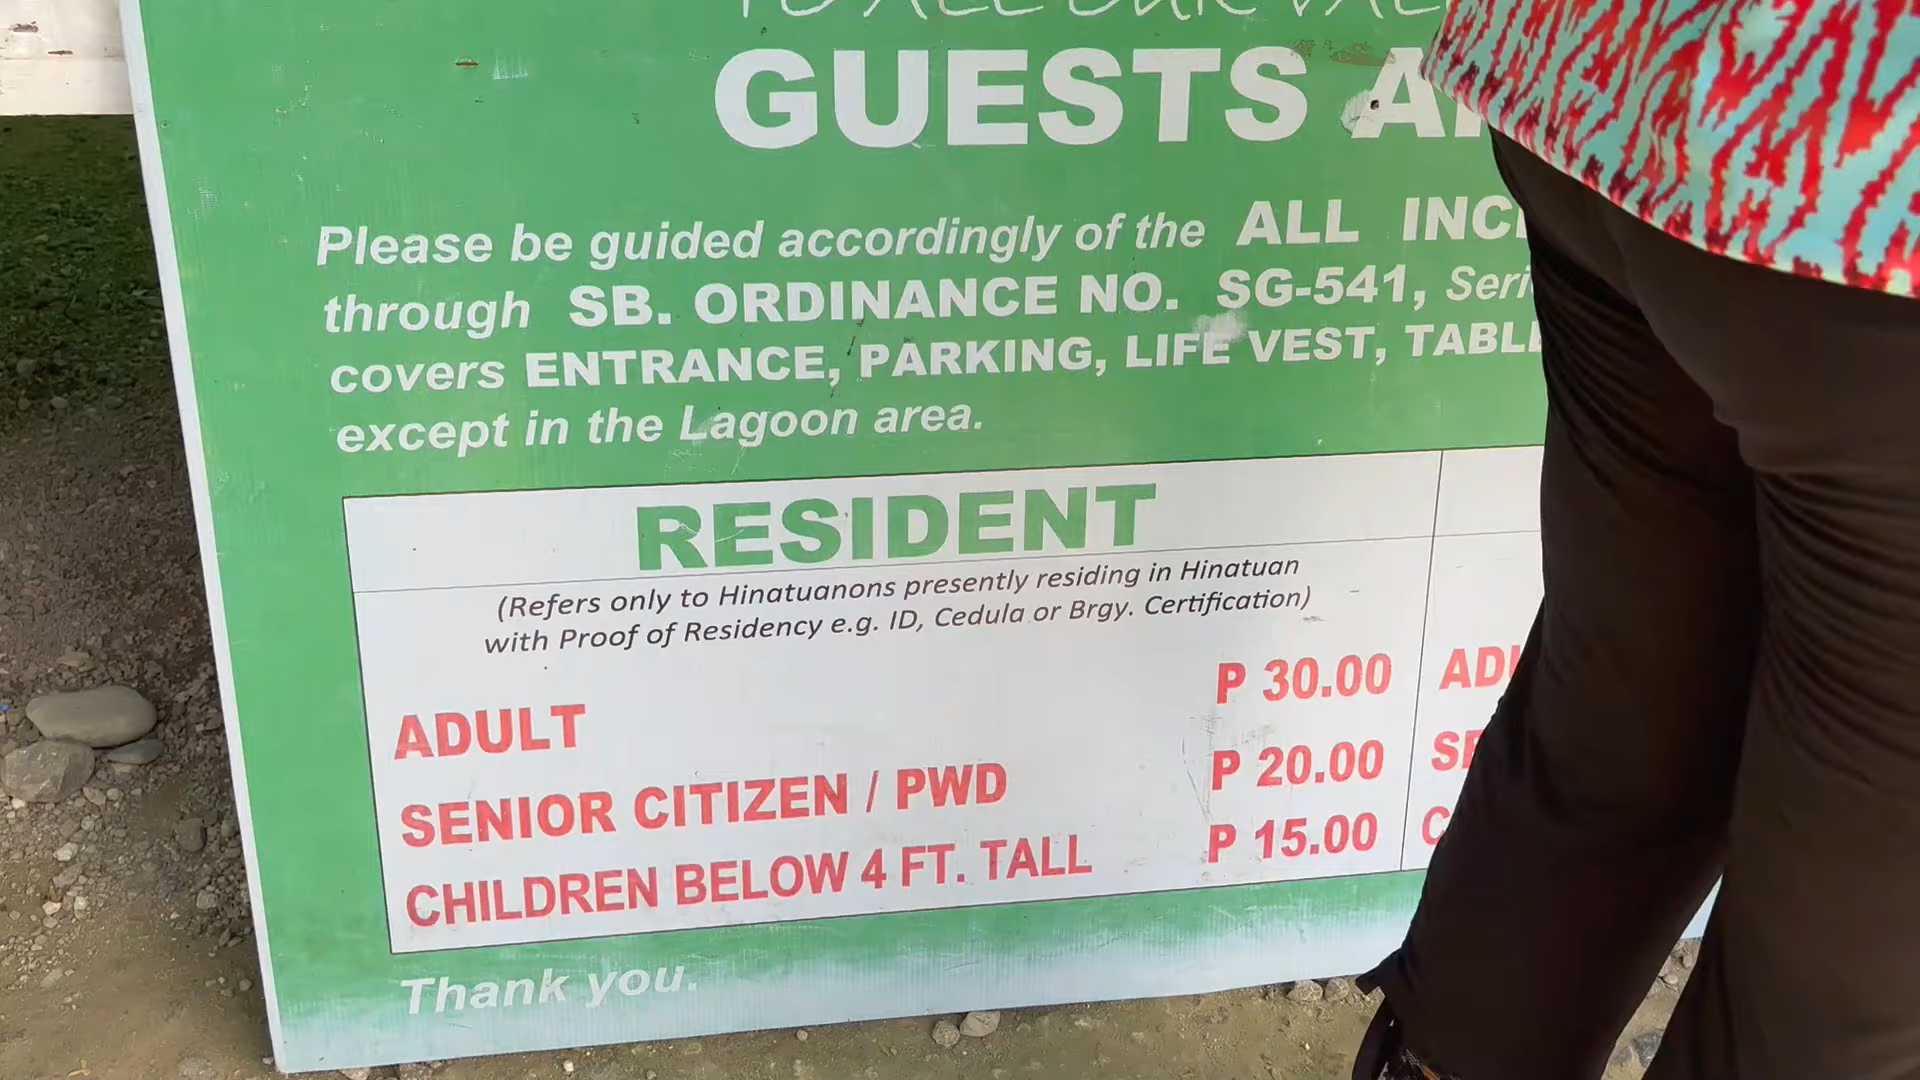 TO ALL OUR
GUESTS
Please be guided accordingly of the ALL
through SB. ORDINANCE NO. SG-541,
covers ENTRANCE, PARKING, LIFE VEST,
except in the Lagoon area.
RESIDENT
(Refers only to Hinatuanons presently residing in Hinatuan
with Proof of Residency e.g. ID, Cedula or Brgy. Certification)
ADULT P 30.00
SENIOR CITIZEN / PWD P 20.00
CHILDREN BELOW 4 FT. TALL P 15.00
Thank you.